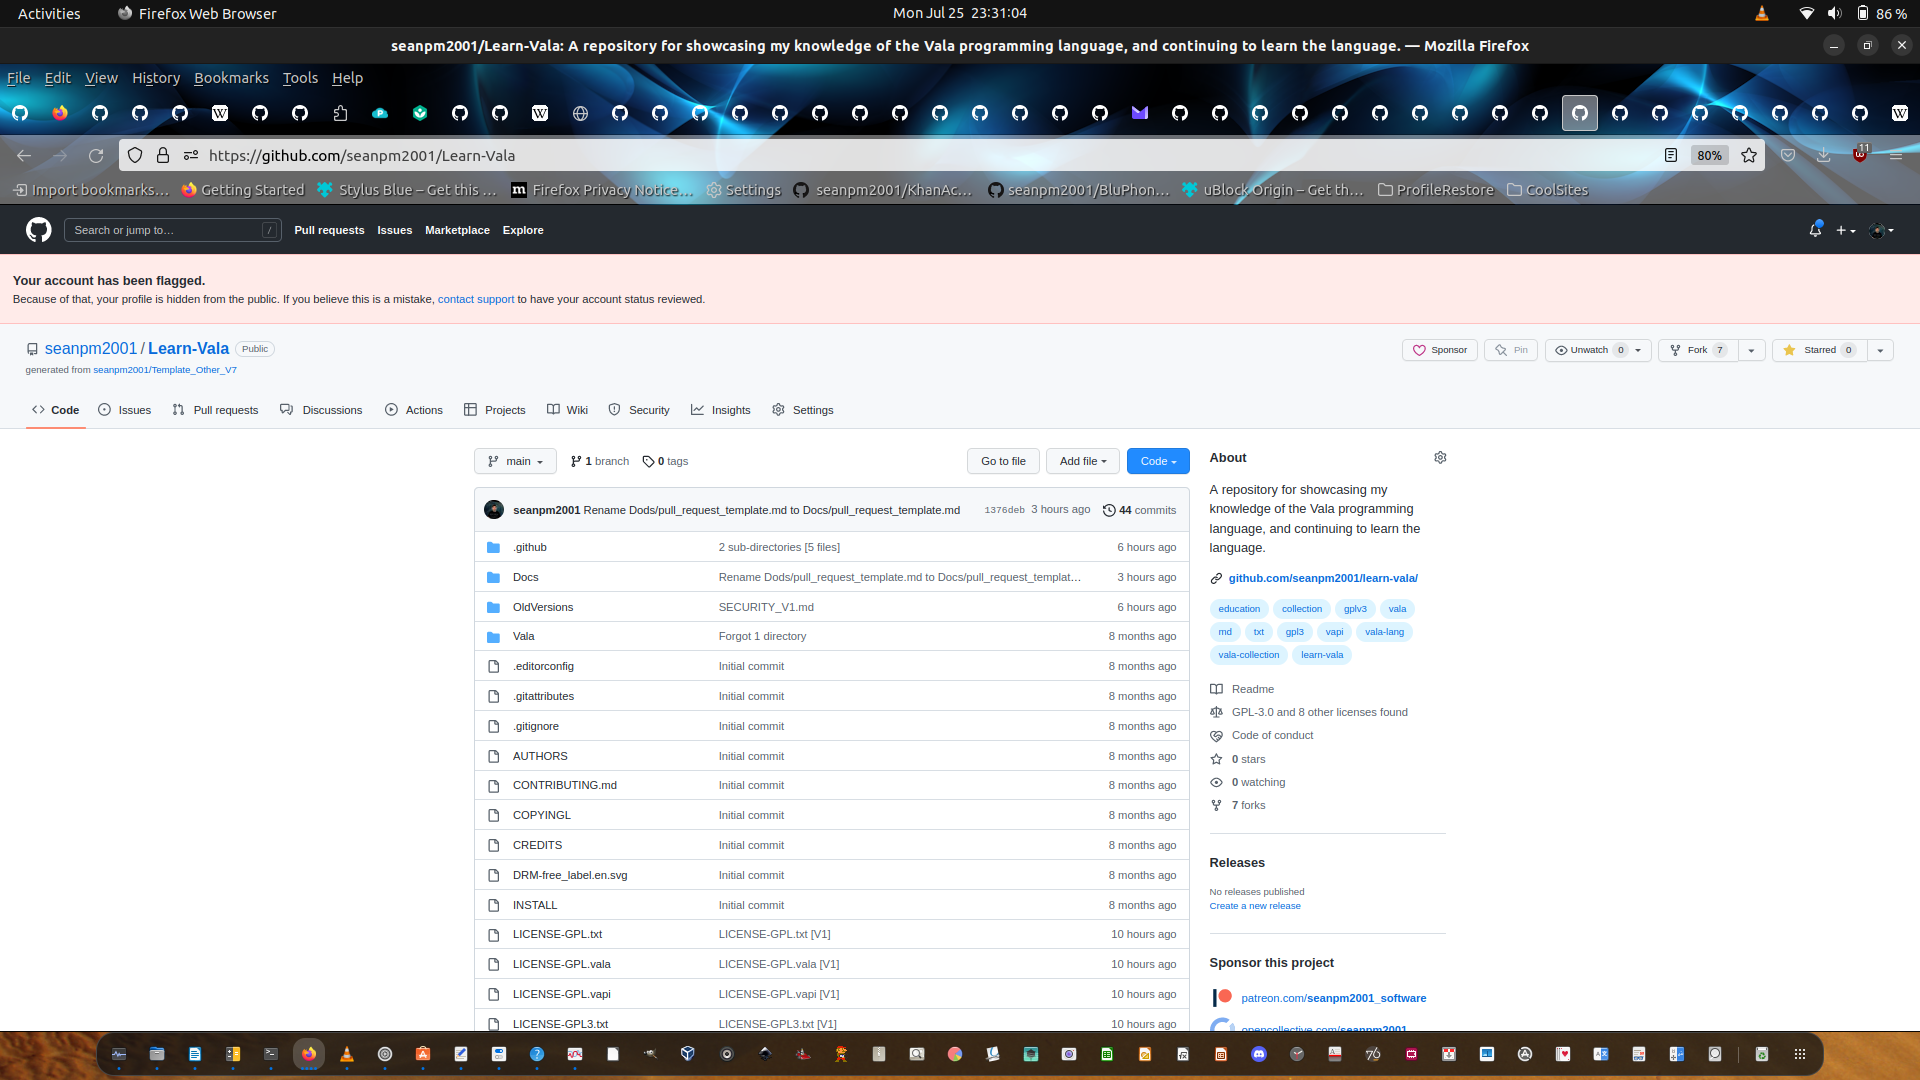 Activities Firefox Web Browser Mon Jul 25 23:31:04 86 %
seanpm2001/Learn-Vala: A repository for showcasing my knowledge of the Vala programming language, and continuing to learn the language. — Mozilla Firefox
File Edit View History Bookmarks Tools Help
https://github.com/seanpm2001/Learn-Vala 80% 11
Import bookmarks… Getting Started Stylus Blue – Get this … Firefox Privacy Notice… Settings seanpm2001/KhanAc… seanpm2001/BluPhon… uBlock Origin – Get th… ProfileRestore CoolSites
Search or jump to… / Pull requests Issues Marketplace Explore
Your account has been flagged.
Because of that, your profile is hidden from the public. If you believe this is a mistake, contact support to have your account status reviewed.
seanpm2001 / Learn-Vala Public Sponsor Pin Unwatch 0 Fork 7 Starred 0
generated from seanpm2001/Template_Other_V7
Code Issues Pull requests Discussions Actions Projects Wiki Security Insights Settings
main 1 branch 0 tags Go to file Add file Code
seanpm2001 Rename Dods/pull_request_template.md to Docs/pull_request_template.md 1376deb 3 hours ago 44 commits
.github 2 sub-directories [5 files] 6 hours ago
Docs Rename Dods/pull_request_template.md to Docs/pull_request_templat… 3 hours ago
OldVersions SECURITY_V1.md 6 hours ago
Vala Forgot 1 directory 8 months ago
.editorconfig Initial commit 8 months ago
.gitattributes Initial commit 8 months ago
.gitignore Initial commit 8 months ago
AUTHORS Initial commit 8 months ago
CONTRIBUTING.md Initial commit 8 months ago
COPYINGL Initial commit 8 months ago
CREDITS Initial commit 8 months ago
DRM-free_label.en.svg Initial commit 8 months ago
INSTALL Initial commit 8 months ago
LICENSE-GPL.txt LICENSE-GPL.txt [V1] 10 hours ago
LICENSE-GPL.vala LICENSE-GPL.vala [V1] 10 hours ago
LICENSE-GPL.vapi LICENSE-GPL.vapi [V1] 10 hours ago
LICENSE-GPL3.txt LICENSE-GPL3.txt [V1] 10 hours ago
About
A repository for showcasing my
knowledge of the Vala programming
language, and continuing to learn the
language.
github.com/seanpm2001/learn-vala/
education collection gplv3 vala
md txt gpl3 vapi vala-lang
vala-collection learn-vala
Readme
GPL-3.0 and 8 other licenses found
Code of conduct
0 stars
0 watching
7 forks
Releases
No releases published
Create a new release
Sponsor this project
patreon.com/seanpm2001_software
opencollective.com/seanpm2001